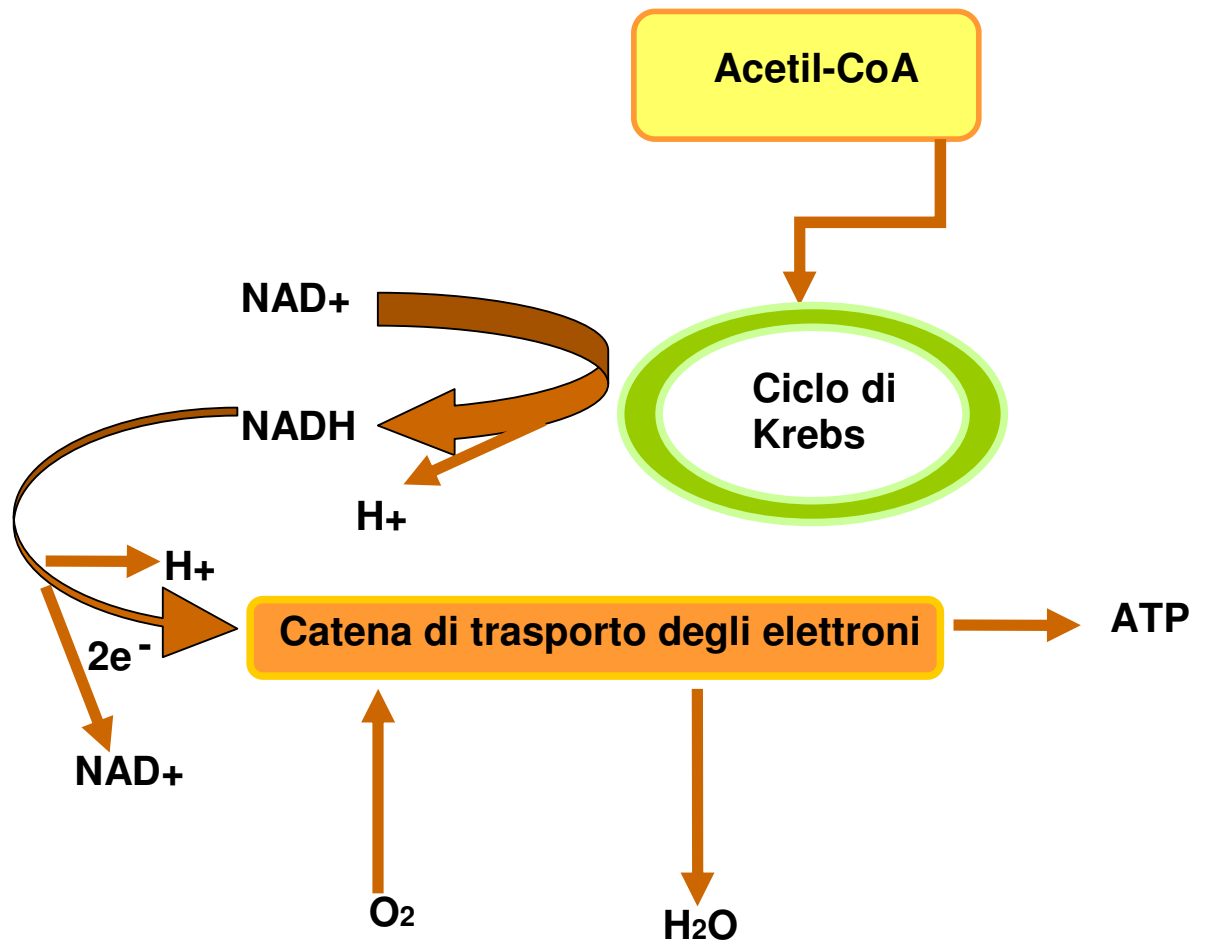 Acetil-CoA
NAD+
Ciclo di
Krebs
NADH
H+
H+
Catena di trasporto degli elettroni
ATP
2e-
NAD+
O2
H2O